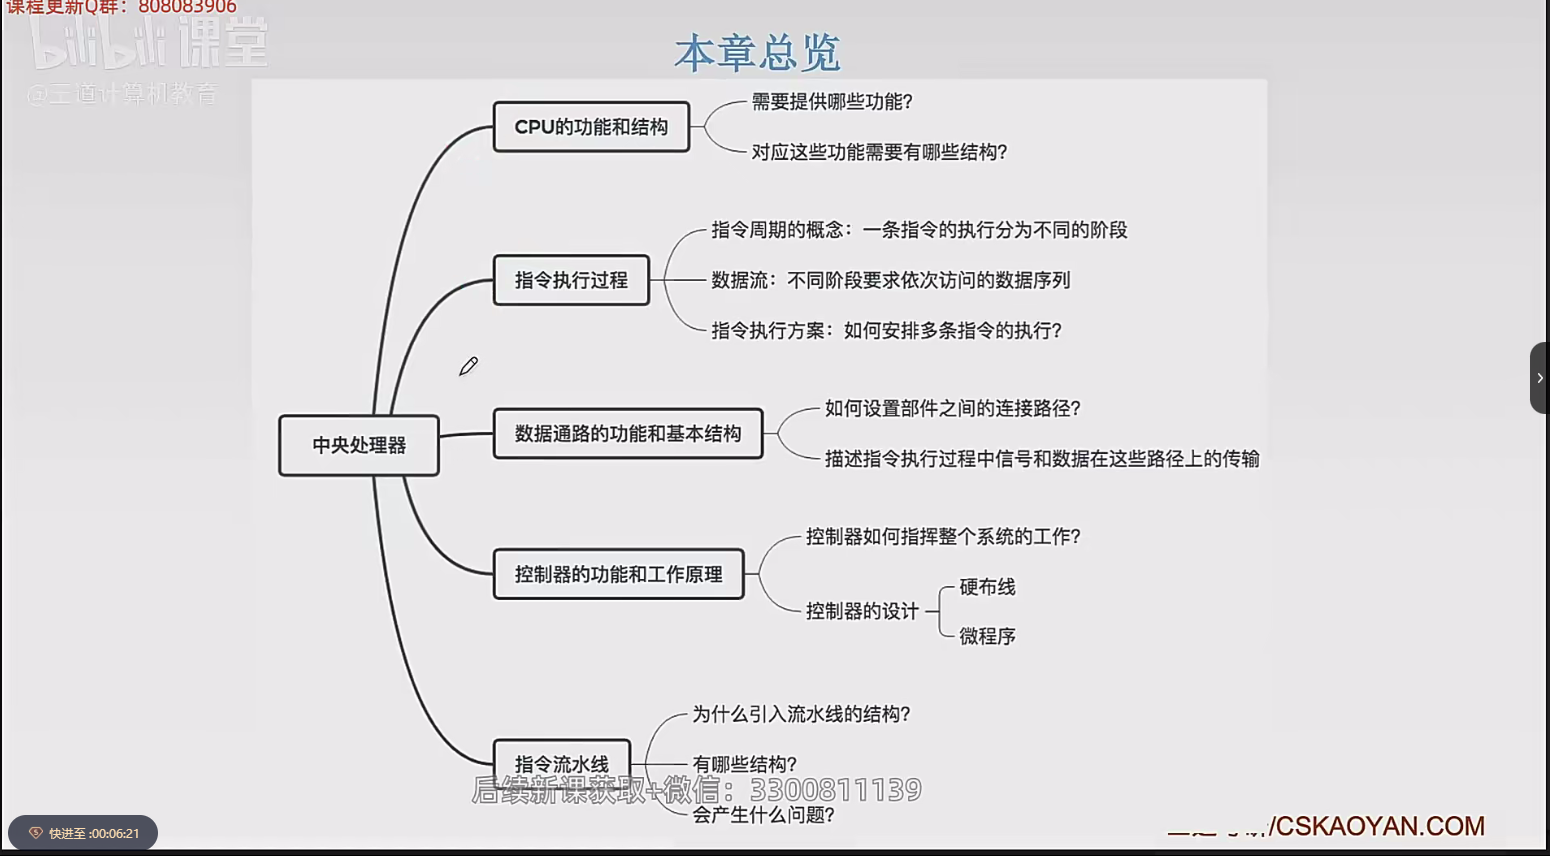 课程更新Q群：808083906
bilibili 课堂
@王道计算机教育
本章总览
CPU的功能和结构
需要提供哪些功能?
对应这些功能需要有哪些结构?
指令执行过程
指令周期的概念：一条指令的执行分为不同的阶段
数据流：不同阶段要求依次访问的数据序列
指令执行方案：如何安排多条指令的执行?
中央处理器
数据通路的功能和基本结构
如何设置部件之间的连接路径?
描述指令执行过程中信号和数据在这些路径上的传输
控制器的功能和工作原理
控制器如何指挥整个系统的工作?
控制器的设计
硬布线
微程序
指令流水线
为什么引入流水线的结构?
有哪些结构?
会产生什么问题?
后续新课获取+微信：3300811139
快进至 :00:06:21
/CSKAOYAN.COM